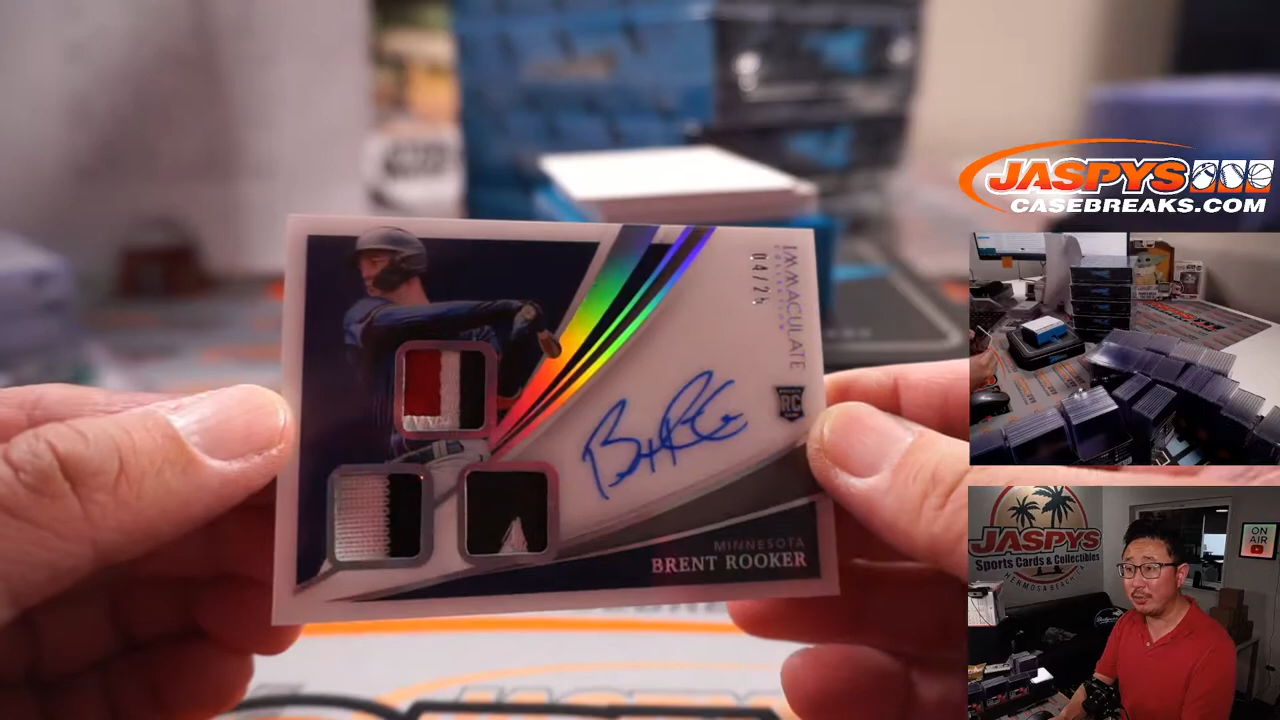 JASPYS
CASEBREAKS.COM
IMMACULATE
COLLECTION
04/25
RC
MINNESOTA
BRENT ROOKER
JASPYS
Sports Cards & Collectibles
HERMOSA BEACH
ON
AIR